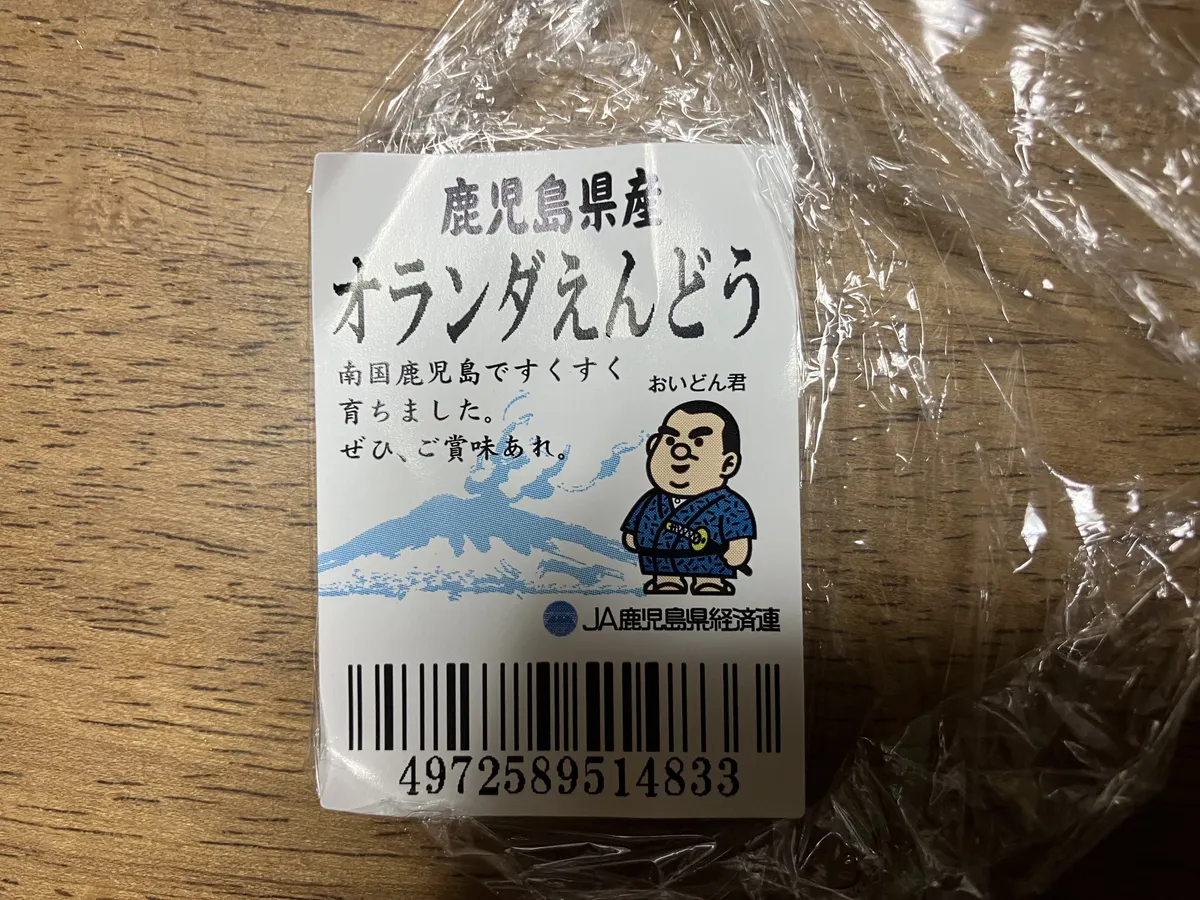 鹿児島県産
オランダえんどう
南国鹿児島ですくすく
育ちました。
ぜひ、ご賞味あれ。
おいどん君
JA鹿児島県経済連
4972589514833